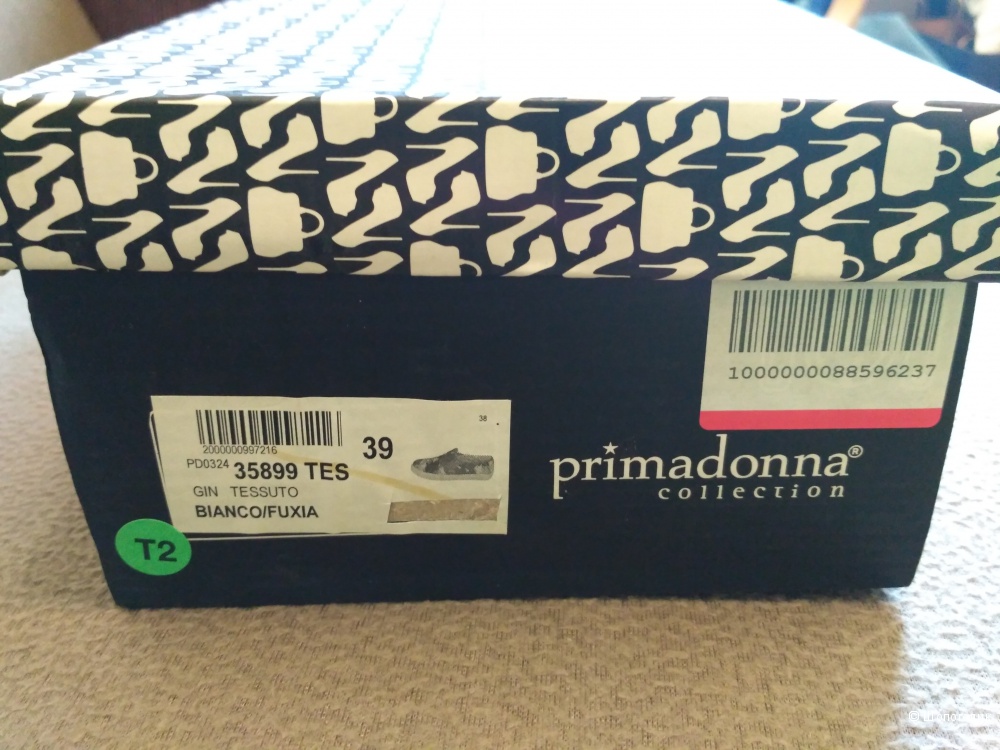 1000000088596237
38
39
2000000997216
PD0324 35899 TES
GIN TESSUTO
BIANCO/FUXIA
T2
primadonna®
collection